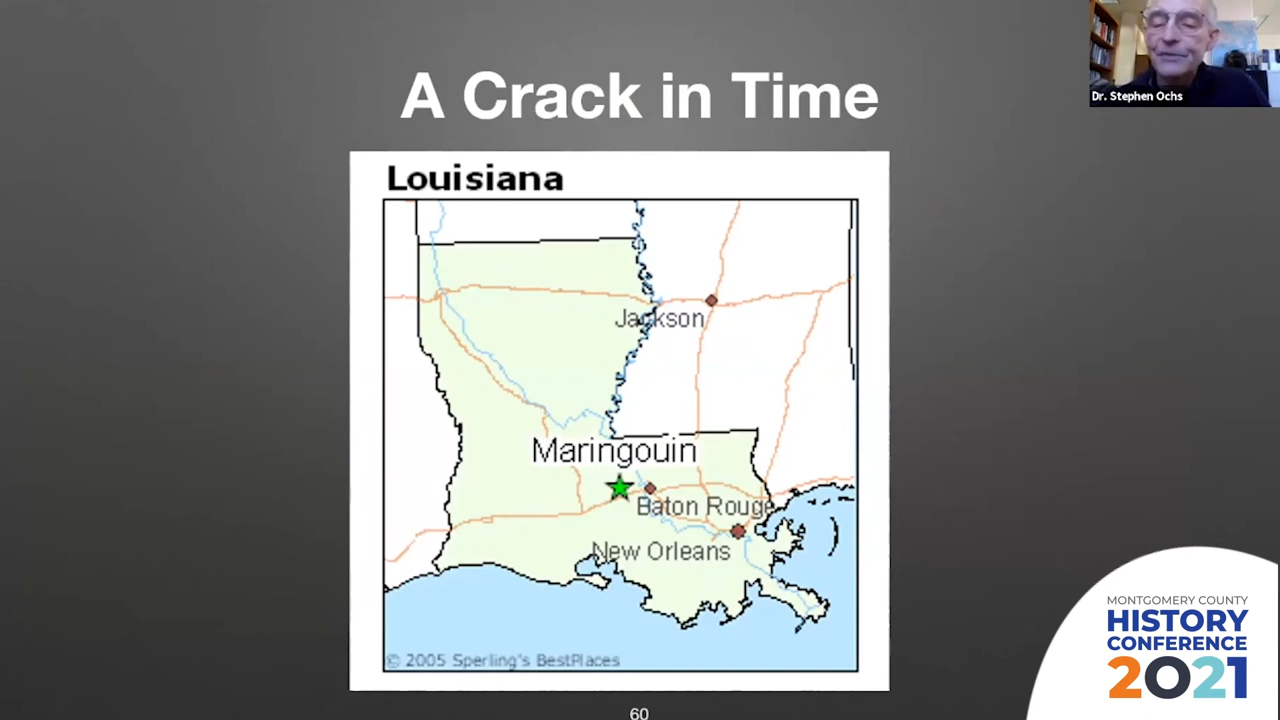 A Crack in Time
Dr. Stephen Ochs
Louisiana
Jackson
Maringouin
Baton Rouge
New Orleans
© 2005 Sperling's BestPlaces
MONTGOMERY COUNTY
HISTORY
CONFERENCE
2021
60